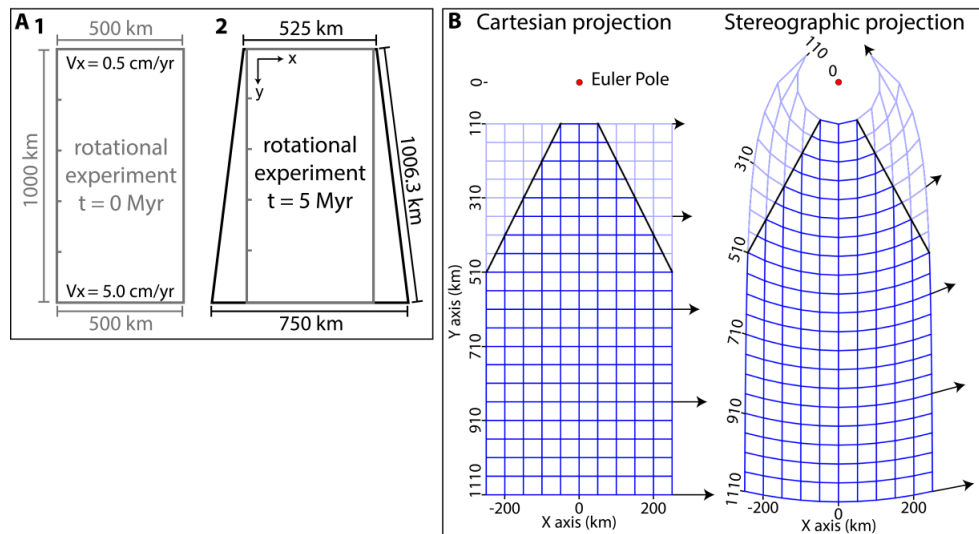 A
1
500 km
Vx = 0.5 cm/yr
1000 km
rotational
experiment
t = 0 Myr
Vx = 5.0 cm/yr
500 km
2
525 km
x
y
rotational
experiment
t = 5 Myr
1006.3 km
750 km
B
Cartesian projection
0
Euler Pole
110
310
510
710
910
1110
Y axis (km)
-200
0
200
X axis (km)
Stereographic projection
110
0
310
510
710
910
1110
-200
0
200
X axis (km)